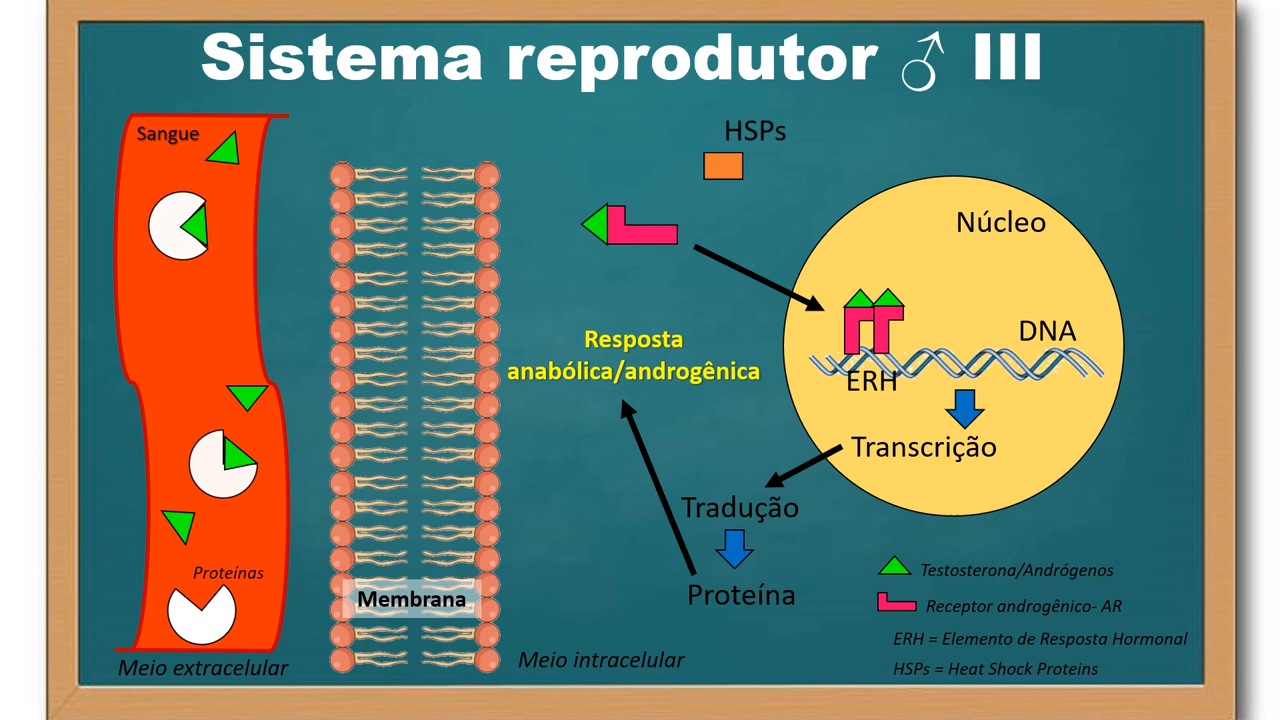 Sistema reprodutor ♂ III
Sangue
HSPs
Núcleo
DNA
ERH
Resposta
anabólica/androgênica
Transcrição
Tradução
Proteína
Proteínas
Membrana
Meio extracelular
Meio intracelular
Testosterona/Andrógenos
Receptor androgênico- AR
ERH = Elemento de Resposta Hormonal
HSPs = Heat Shock Proteins